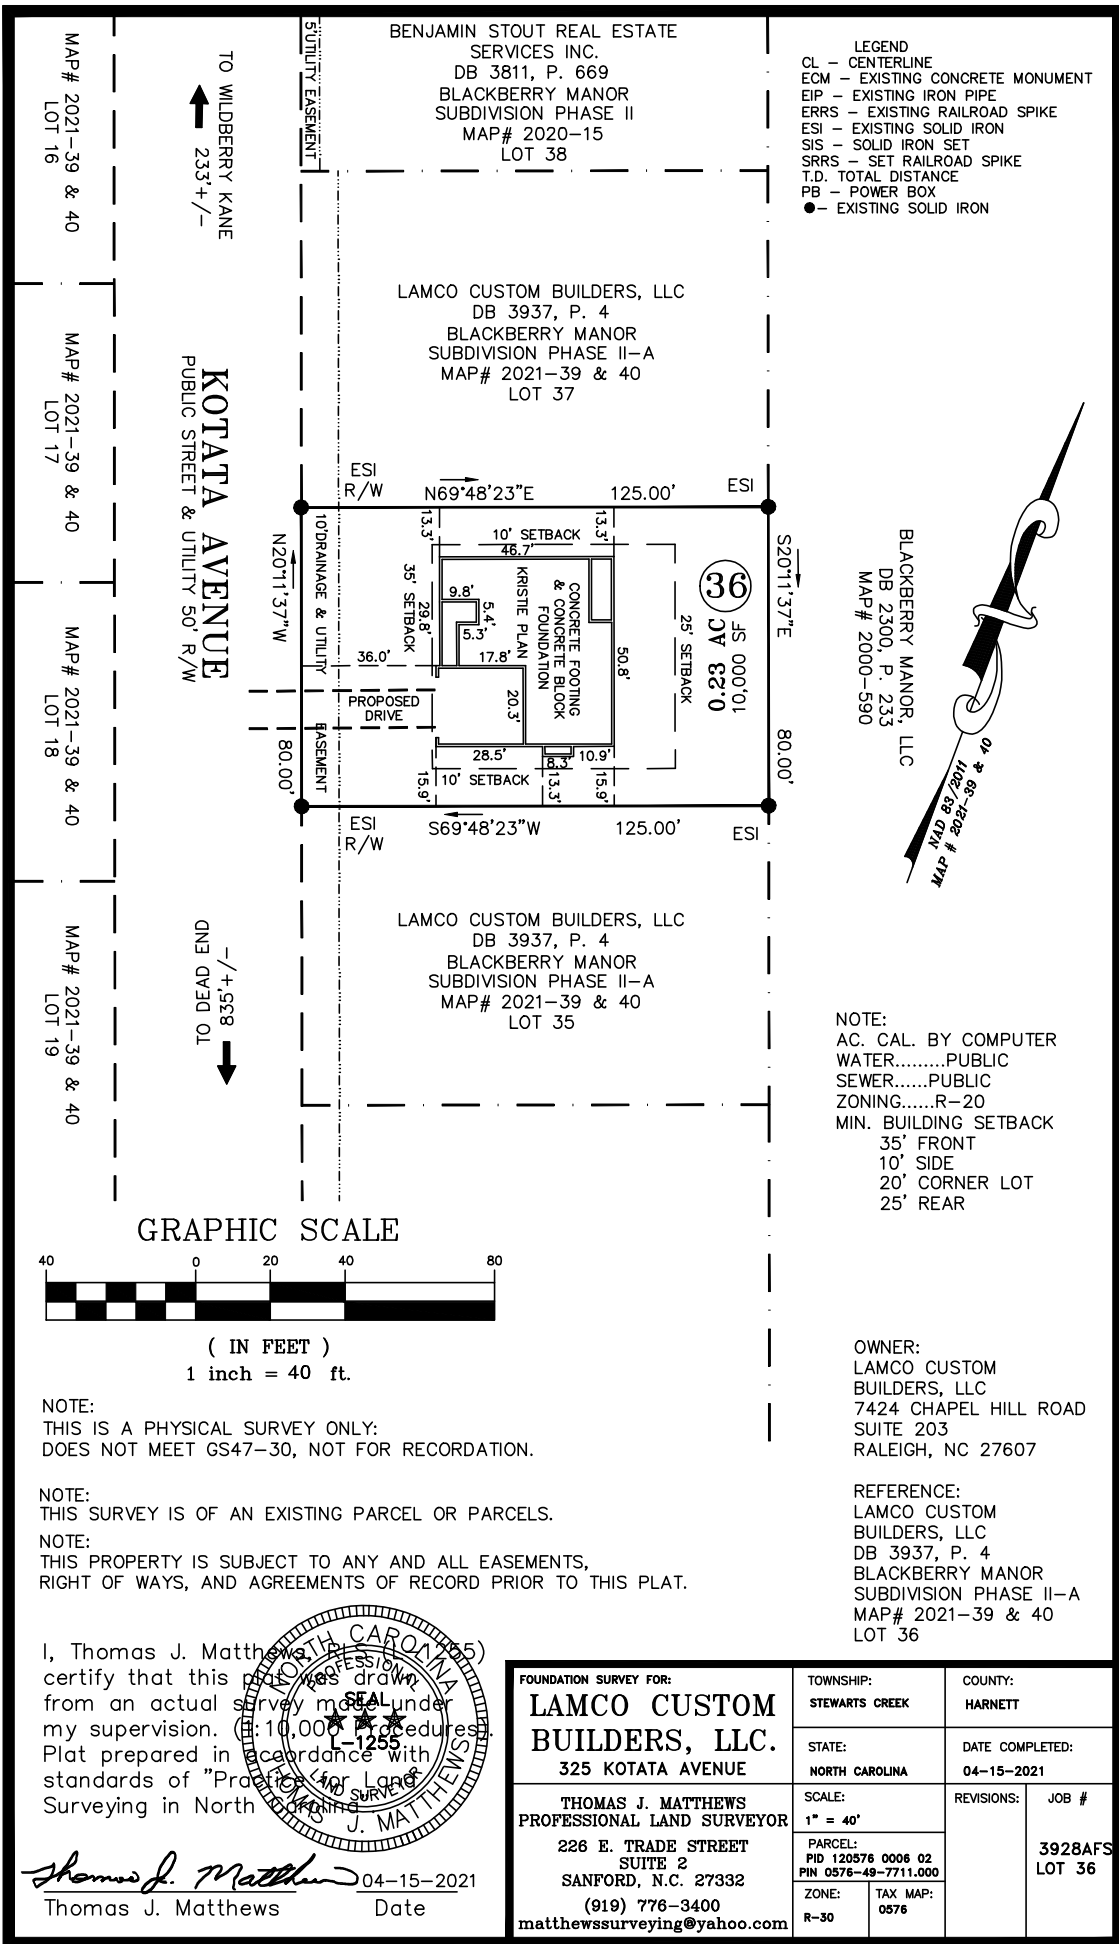 BENJAMIN STOUT REAL ESTATE
SERVICES INC.
DB 3811, P. 669
BLACKBERRY MANOR
SUBDIVISION PHASE II
MAP# 2020-15
LOT 38
LEGEND
CL - CENTERLINE
ECM - EXISTING CONCRETE MONUMENT
EIP - EXISTING IRON PIPE
ERRS - EXISTING RAILROAD SPIKE
ESI - EXISTING SOLID IRON
SIS - SOLID IRON SET
SRRS - SET RAILROAD SPIKE
T.D. TOTAL DISTANCE
PB - POWER BOX
●- EXISTING SOLID IRON
MAP# 2021-39 & 40
LOT 16
TO WILDBERRY KANE
233'+/-
5'UTILITY EASEMENT
LAMCO CUSTOM BUILDERS, LLC
DB 3937, P. 4
BLACKBERRY MANOR
SUBDIVISION PHASE II-A
MAP# 2021-39 & 40
LOT 37
MAP# 2021-39 & 40
LOT 17
KOTATA AVENUE
PUBLIC STREET & UTILITY 50' R/W
ESI
R/W
N69°48'23"E
125.00'
ESI
N20°11'37"W
80.00'
10'DRAINAGE & UTILITY
EASEMENT
13.3'
13.3'
10' SETBACK
46.7'
35' SETBACK
29.8'
9.8'
5.4'
5.3'
17.8'
20.3'
36.0'
KRISTIE PLAN
CONCRETE FOOTING
& CONCRETE BLOCK
FOUNDATION
50.8'
25' SETBACK
36
10,000 SF
0.23 AC
S20°11'37"E
80.00'
PROPOSED
DRIVE
28.5'
8.3'
10.9'
15.9'
10' SETBACK
13.3'
15.9'
ESI
R/W
S69°48'23"W
125.00'
ESI
BLACKBERRY MANOR, LLC
DB 2300, P. 233
MAP# 2000-590
NAD 83/2011
MAP # 2021-39 & 40
MAP# 2021-39 & 40
LOT 18
MAP# 2021-39 & 40
LOT 19
835'+/-
TO DEAD END
LAMCO CUSTOM BUILDERS, LLC
DB 3937, P. 4
BLACKBERRY MANOR
SUBDIVISION PHASE II-A
MAP# 2021-39 & 40
LOT 35
NOTE:
AC. CAL. BY COMPUTER
WATER.........PUBLIC
SEWER......PUBLIC
ZONING......R-20
MIN. BUILDING SETBACK
35' FRONT
10' SIDE
20' CORNER LOT
25' REAR
GRAPHIC SCALE
40 0 20 40 80
( IN FEET )
1 inch = 40 ft.
NOTE:
THIS IS A PHYSICAL SURVEY ONLY:
DOES NOT MEET GS47-30, NOT FOR RECORDATION.
NOTE:
THIS SURVEY IS OF AN EXISTING PARCEL OR PARCELS.
NOTE:
THIS PROPERTY IS SUBJECT TO ANY AND ALL EASEMENTS,
RIGHT OF WAYS, AND AGREEMENTS OF RECORD PRIOR TO THIS PLAT.
OWNER:
LAMCO CUSTOM
BUILDERS, LLC
7424 CHAPEL HILL ROAD
SUITE 203
RALEIGH, NC 27607
REFERENCE:
LAMCO CUSTOM
BUILDERS, LLC
DB 3937, P. 4
BLACKBERRY MANOR
SUBDIVISION PHASE II-A
MAP# 2021-39 & 40
LOT 36
I, Thomas J. Matthews, RLS (L-1255)
certify that this plat was drawn
from an actual survey made under
my supervision. (1:10,000 Procedures).
Plat prepared in accordance with
standards of "Practice for Land
Surveying in North Carolina
NORTH CAROLINA
PROFESSIONAL
SEAL
L-1255
LAND SURVEYOR
THOMAS J. MATTHEWS
Thomas J. Matthews 04-15-2021
Thomas J. Matthews Date
FOUNDATION SURVEY FOR:
LAMCO CUSTOM
BUILDERS, LLC.
325 KOTATA AVENUE
THOMAS J. MATTHEWS
PROFESSIONAL LAND SURVEYOR
226 E. TRADE STREET
SUITE 2
SANFORD, N.C. 27332
(919) 776-3400
matthewssurveying@yahoo.com
TOWNSHIP:
STEWARTS CREEK
COUNTY:
HARNETT
STATE:
NORTH CAROLINA
DATE COMPLETED:
04-15-2021
SCALE:
1" = 40'
REVISIONS:
JOB #
3928AFS
LOT 36
PARCEL:
PID 120576 0006 02
PIN 0576-49-7711.000
ZONE:
R-30
TAX MAP:
0576